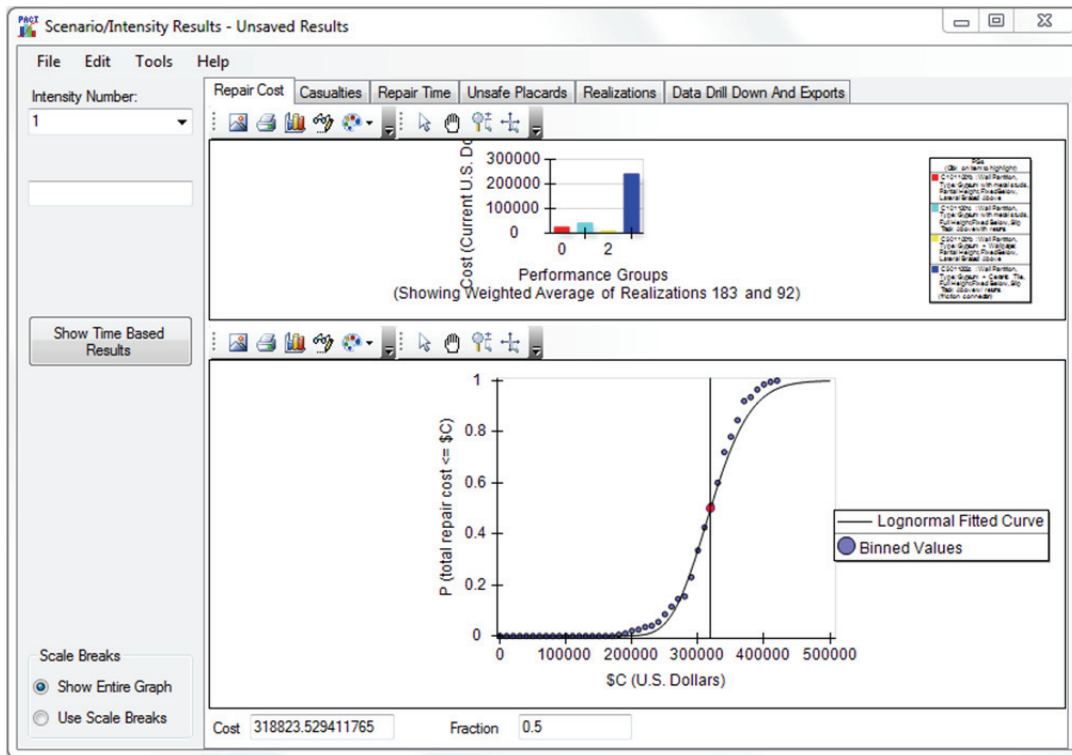 PACT
Scenario/Intensity Results - Unsaved Results
File Edit Tools Help
Intensity Number:
1
Show Time Based
Results
Scale Breaks
Show Entire Graph
Use Scale Breaks
Repair Cost Casualties Repair Time Unsafe Placards Realizations Data Drill Down And Exports
Cost (Current U.S. Do
300000
200000
100000
0
0 2
Performance Groups
(Showing Weighted Average of Realizations 183 and 92)
P (total repair cost <= $C)
1
0.8
0.6
0.4
0.2
0
0 100000 200000 300000 400000 500000
$C (U.S. Dollars)
Lognormal Fitted Curve
Binned Values
Cost 318823.529411765 Fraction 0.5